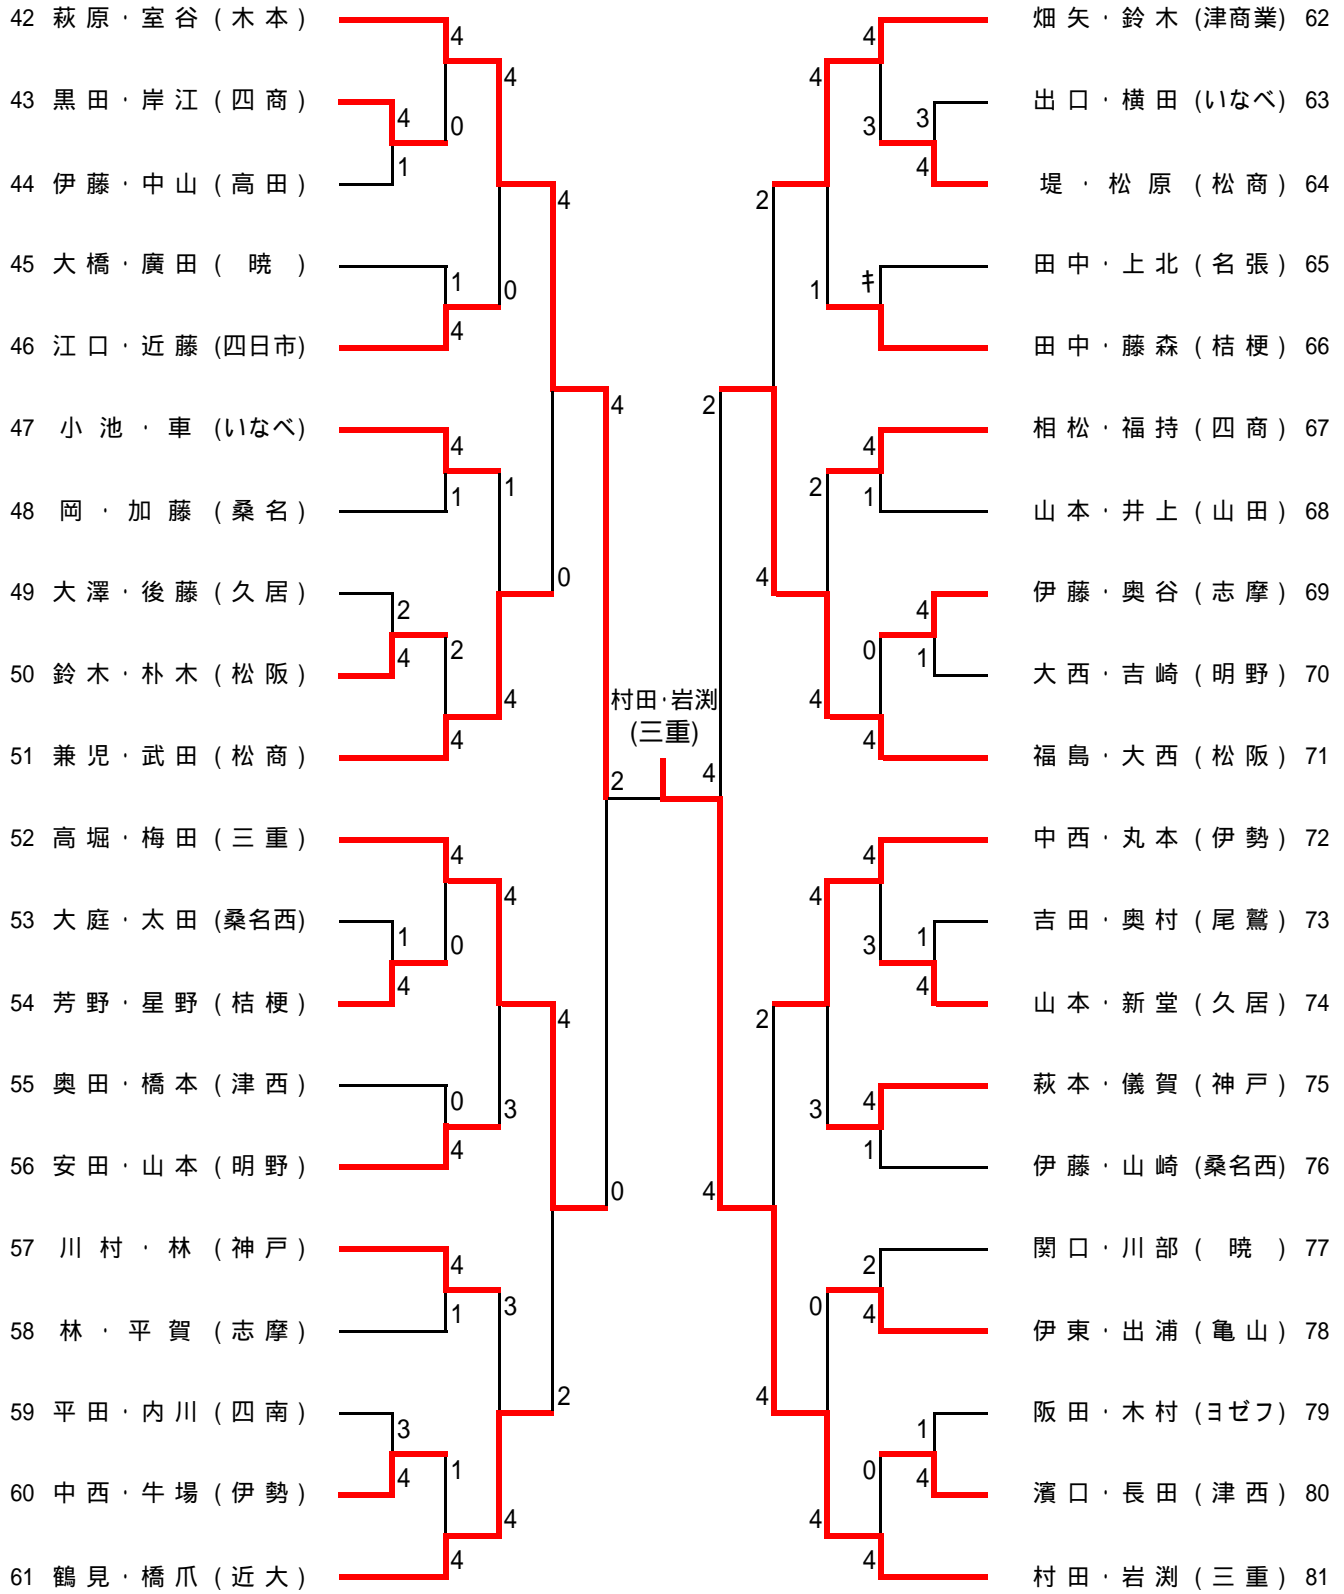 42 萩原・室谷 (木本)
43 黒田・岸江 (四商)
44 伊藤・中山 (高田)
45 大橋・廣田 (暁)
46 江口・近藤 (四日市)
47 小池・車 (いなべ)
48 岡・加藤 (桑名)
49 大澤・後藤 (久居)
50 鈴木・朴木 (松阪)
51 兼児・武田 (松商)
52 高堀・梅田 (三重)
53 大庭・太田 (桑名西)
54 芳野・星野 (桔梗)
55 奥田・橋本 (津西)
56 安田・山本 (明野)
57 川村・林 (神戸)
58 林・平賀 (志摩)
59 平田・内川 (四南)
60 中西・牛場 (伊勢)
61 鶴見・橋爪 (近大)
4
4
4
0
1
4
1
0
4
4
4
1
1
0
2
2
4
4
4
2
4
4
1
0
4
4
0
3
4
0
4
3
1
2
3
1
4
4
4
村田・岩渕
(三重)
4
4
3
3
4
2
1
キ
2
4
2
1
4
4
0
1
4
4
4
4
4
3
1
4
2
3
4
1
4
2
0
4
4
1
0
4
4
4
畑矢・鈴木 (津商業) 62
出口・横田 (いなべ) 63
堤・松原 (松商) 64
田中・上北 (名張) 65
田中・藤森 (桔梗) 66
相松・福持 (四商) 67
山本・井上 (山田) 68
伊藤・奥谷 (志摩) 69
大西・吉崎 (明野) 70
福島・大西 (松阪) 71
中西・丸本 (伊勢) 72
吉田・奥村 (尾鷲) 73
山本・新堂 (久居) 74
萩本・儀賀 (神戸) 75
伊藤・山崎 (桑名西) 76
関口・川部 (暁) 77
伊東・出浦 (亀山) 78
阪田・木村 (ヨゼフ) 79
濱口・長田 (津西) 80
村田・岩渕 (三重) 81